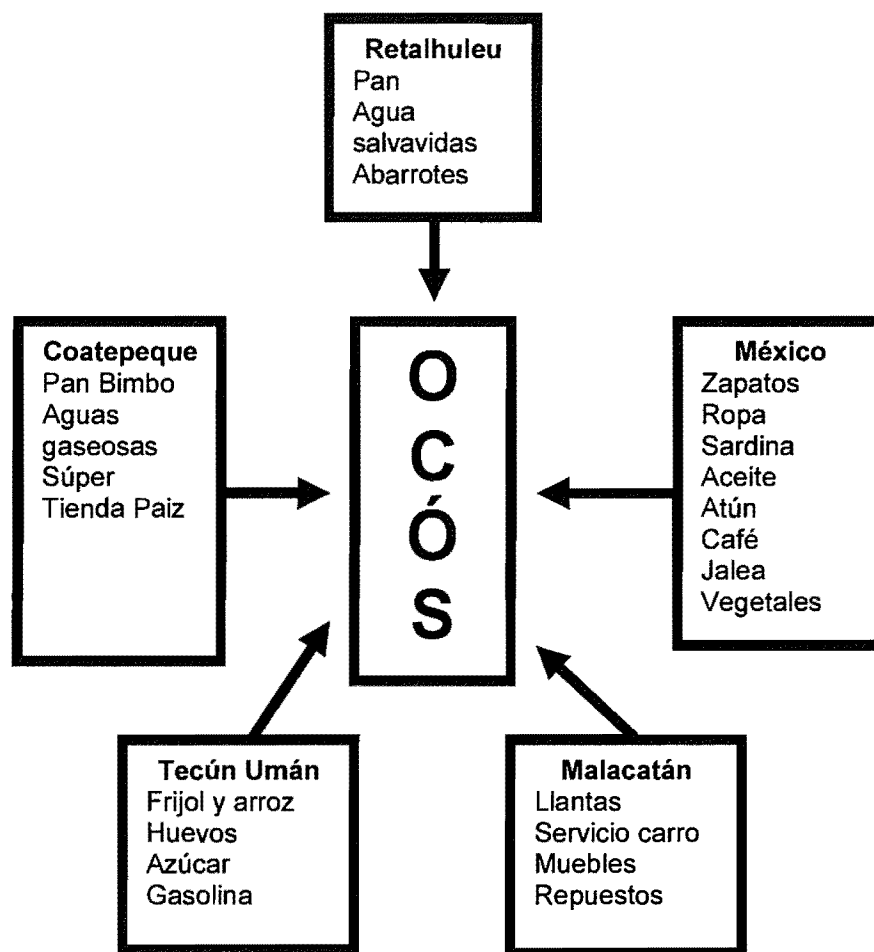 Retalhuleu
Pan
Agua
salvavidas
Abarrotes
Coatepeque
Pan Bimbo
Aguas
gaseosas
Súper
Tienda Paiz
O
C
Ó
S
México
Zapatos
Ropa
Sardina
Aceite
Atún
Café
Jalea
Vegetales
Tecún Umán
Frijol y arroz
Huevos
Azúcar
Gasolina
Malacatán
Llantas
Servicio carro
Muebles
Repuestos